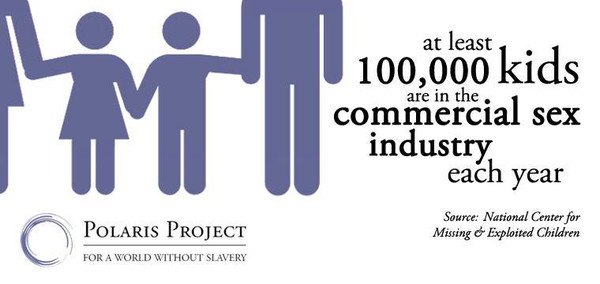 at least
100,000 kids
are in the
commercial sex
industry
each year
Source: National Center for
Missing & Exploited Children
POLARIS PROJECT
FOR A WORLD WITHOUT SLAVERY